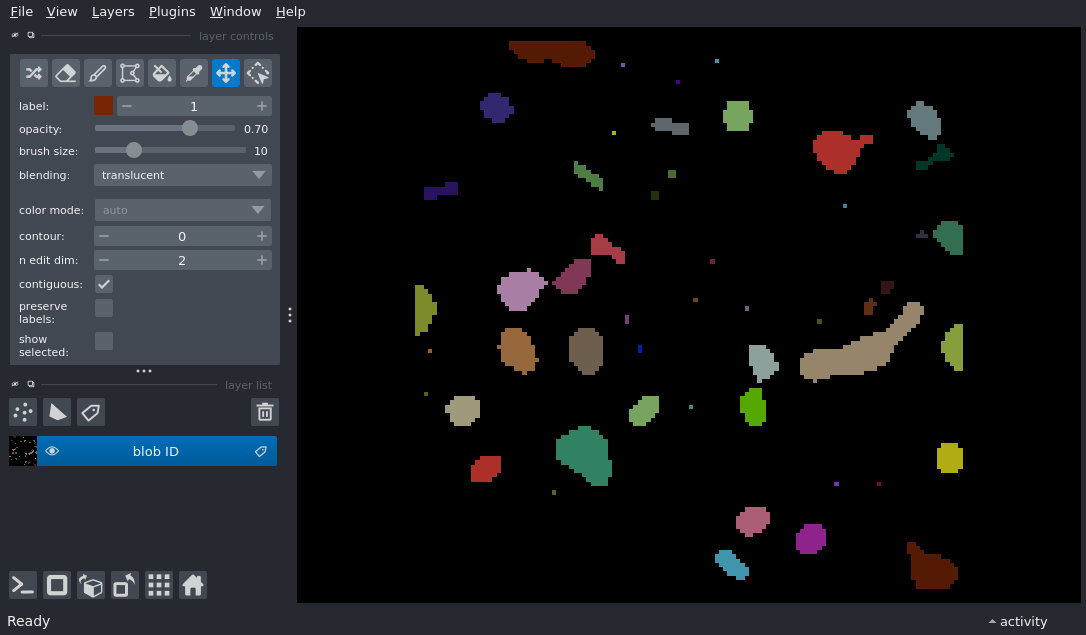 File View Layers Plugins Window Help
layer controls
label: 1
opacity: 0.70
brush size: 10
blending: translucent
color mode: auto
contour: 0
n edit dim: 2
contiguous:
preserve
labels:
show
selected:
layer list
blob ID
Ready activity